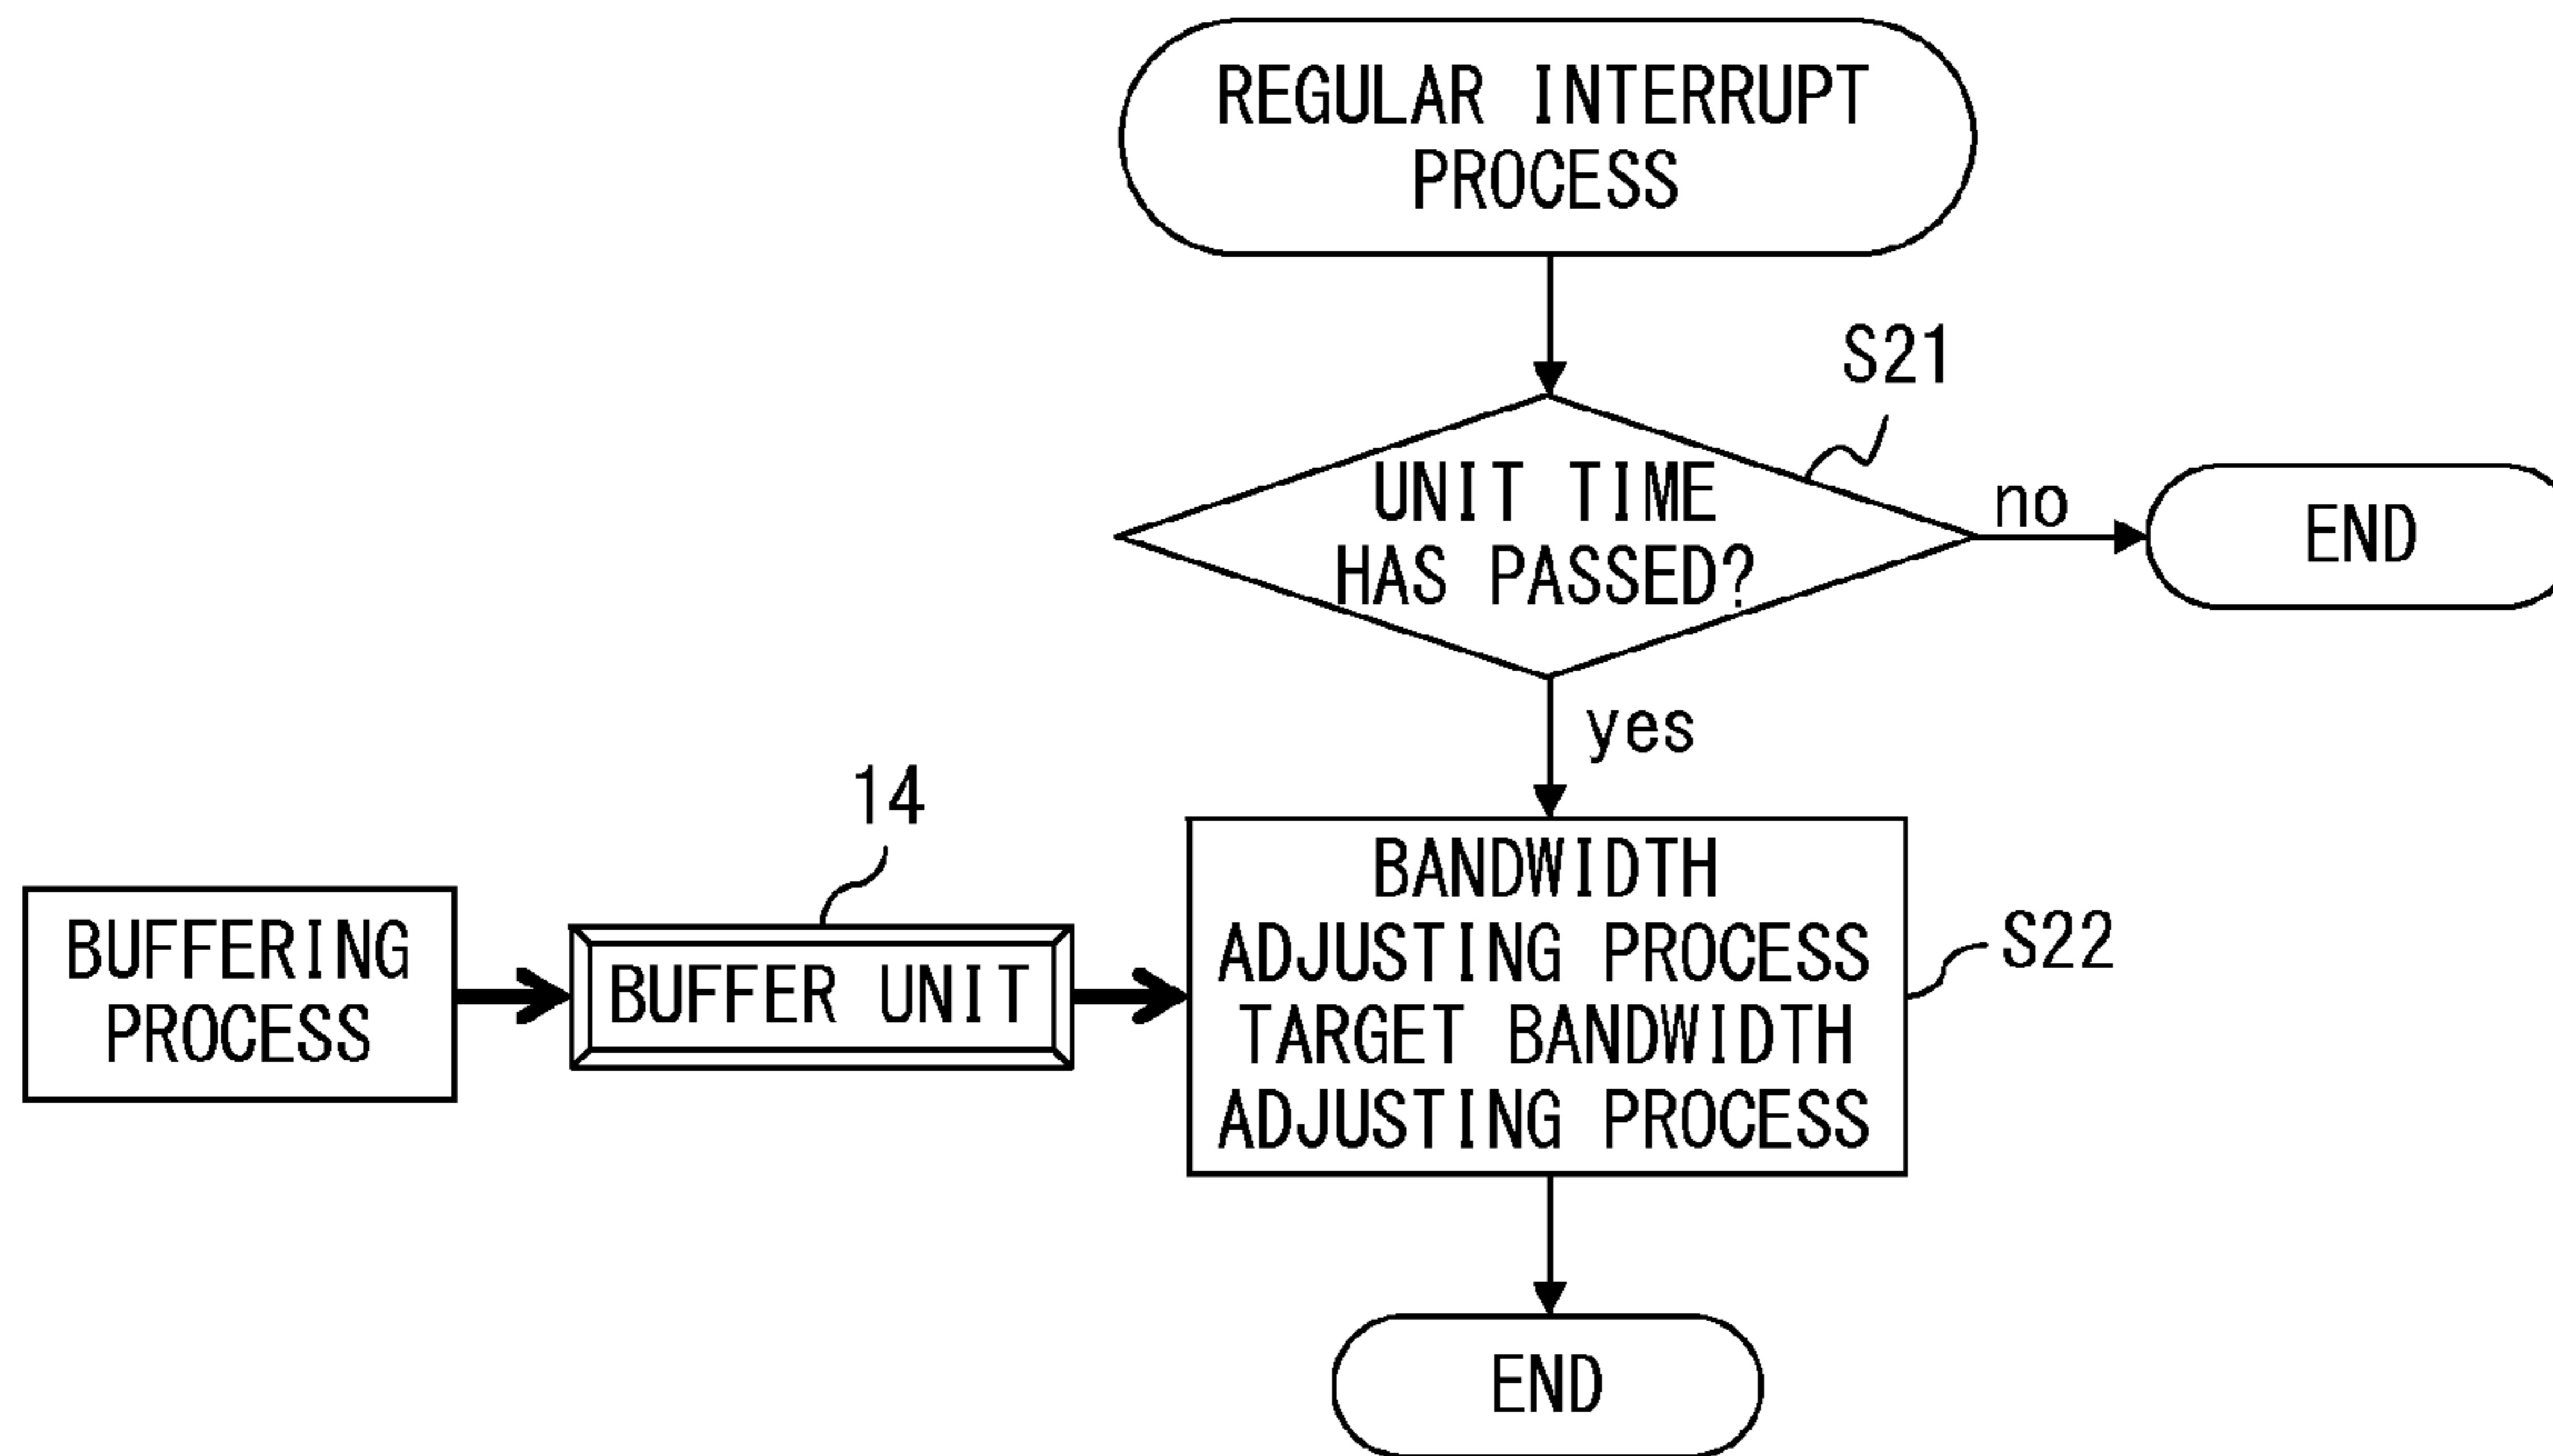 REGULAR INTERRUPT
PROCESS
S21
UNIT TIME
HAS PASSED?
no
END
yes
14
BUFFERING
PROCESS
BUFFER UNIT
BANDWIDTH
ADJUSTING PROCESS
TARGET BANDWIDTH
ADJUSTING PROCESS
S22
END